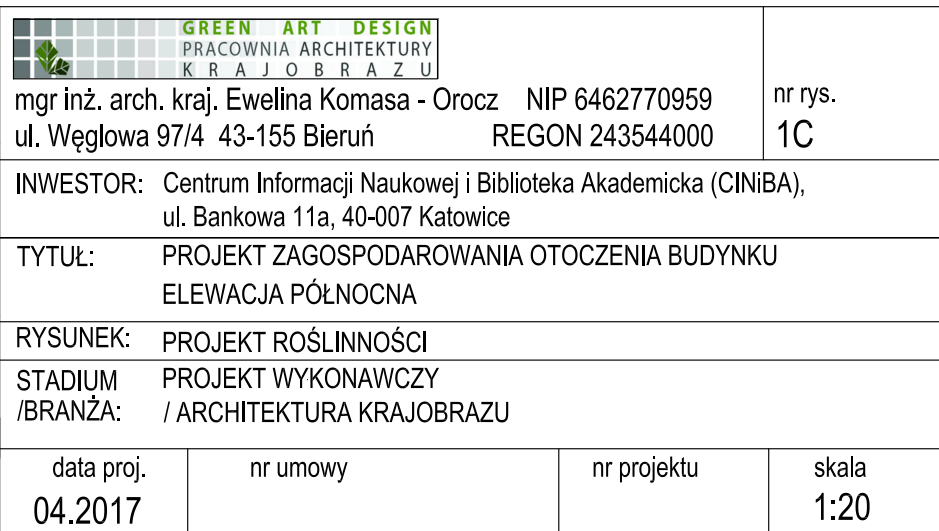 GREEN ART DESIGN
PRACOWNIA ARCHITEKTURY
KRAJOBRAZU
mgr inż. arch. kraj. Ewelina Komasa - Orocz NIP 6462770959
ul. Węglowa 97/4 43-155 Bieruń REGON 243544000
nr rys.
1C
INWESTOR: Centrum Informacji Naukowej i Biblioteka Akademicka (CINiBA),
ul. Bankowa 11a, 40-007 Katowice
TYTUŁ: PROJEKT ZAGOSPODAROWANIA OTOCZENIA BUDYNKU
ELEWACJA PÓŁNOCNA
RYSUNEK: PROJEKT ROŚLINNOŚCI
STADIUM PROJEKT WYKONAWCZY
/BRANŻA: / ARCHITEKTURA KRAJOBRAZU
data proj. nr umowy nr projektu skala
04.2017 1:20